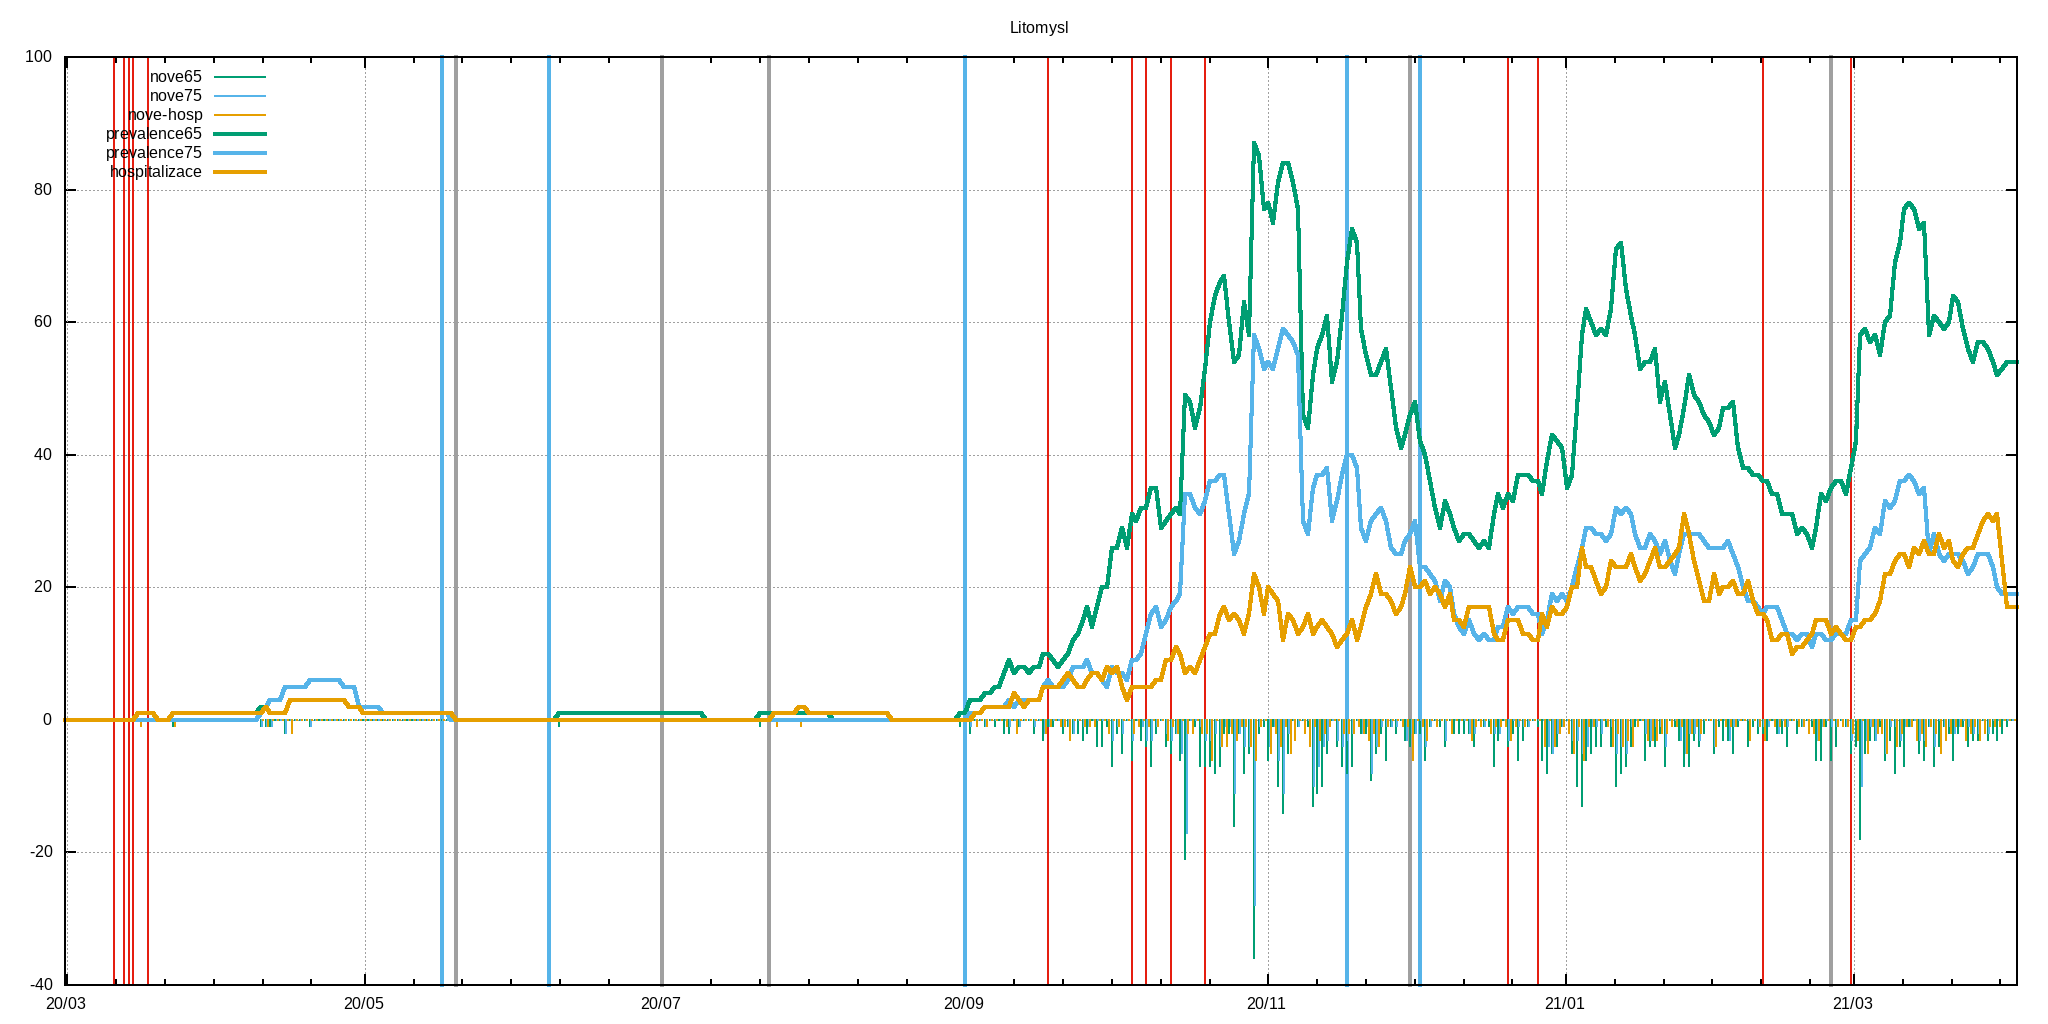 Litomysl
100
80
60
40
20
0
-20
-40
nove65
nove75
nove-hosp
prevalence65
prevalence75
hospitalizace
20/03 20/05 20/07 20/09 20/11 21/01 21/03